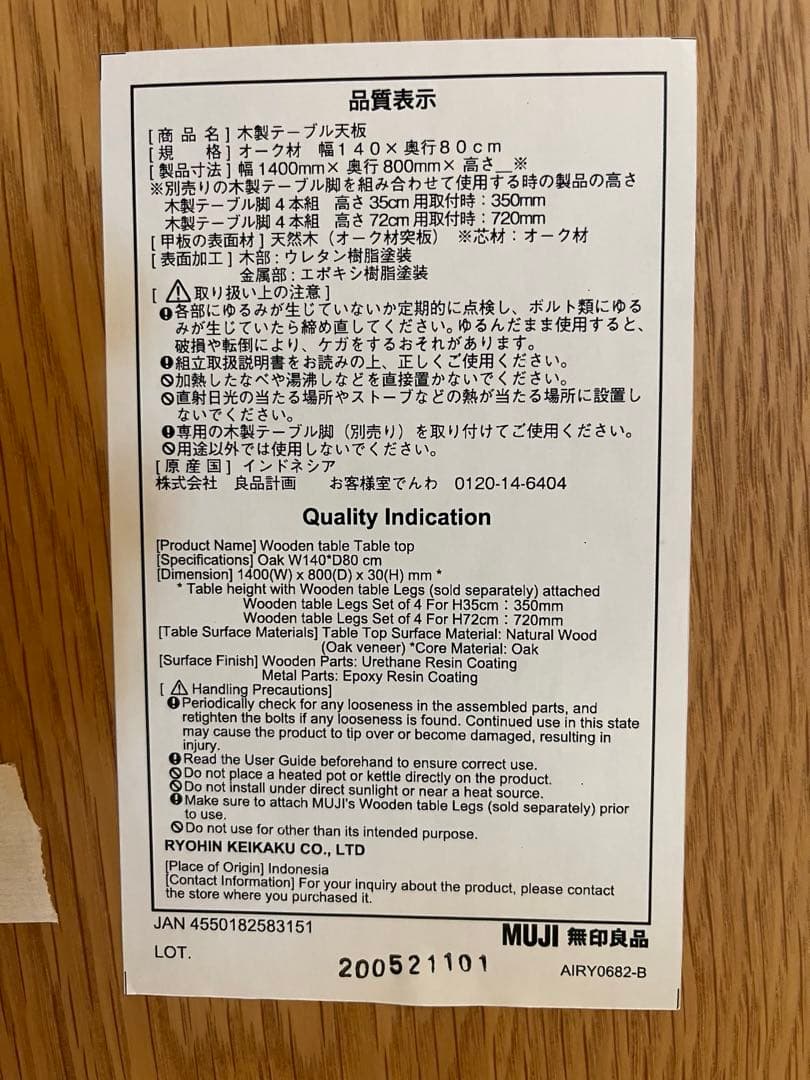 品質表示
[ 商 品 名 ] 木製テーブル天板
[ 規 格 ] オーク材 幅１４０×奥行８０ｃｍ
[ 製品寸法 ] 幅1400mm× 奥行 800mm× 高さ__※
※別売りの木製テーブル脚を組み合わせて使用する時の製品の高さ
木製テーブル脚４本組 高さ 35cm 用取付時：350mm
木製テーブル脚４本組 高さ 72cm 用取付時：720mm
[ 甲板の表面材 ] 天然木（オーク材突板） ※芯材：オーク材
[ 表面加工 ] 木部：ウレタン樹脂塗装
金属部：エポキシ樹脂塗装
[ ⚠取り扱い上の注意 ]
各部にゆるみが生じていないか定期的に点検し、ボルト類にゆる
みが生じていたら締め直してください。ゆるんだまま使用すると、
破損や転倒により、ケガをするおそれがあります。
組立取扱説明書をお読みの上、正しくご使用ください。
加熱したなべや湯沸しなどを直接置かないでください。
直射日光の当たる場所やストーブなどの熱が当たる場所に設置し
ないでください。
専用の木製テーブル脚（別売り）を取り付けてご使用ください。
用途以外では使用しないでください。
[ 原 産 国 ] インドネシア
株式会社 良品計画 お客様室でんわ 0120-14-6404
Quality Indication
[Product Name] Wooden table Table top
[Specifications] Oak W140*D80 cm
[Dimension] 1400(W) x 800(D) x 30(H) mm *
* Table height with Wooden table Legs (sold separately) attached
Wooden table Legs Set of 4 For H35cm：350mm
Wooden table Legs Set of 4 For H72cm：720mm
[Table Surface Materials] Table Top Surface Material: Natural Wood
(Oak veneer) *Core Material: Oak
[Surface Finish] Wooden Parts: Urethane Resin Coating
Metal Parts: Epoxy Resin Coating
[ ⚠ Handling Precautions]
Periodically check for any looseness in the assembled parts, and
retighten the bolts if any looseness is found. Continued use in this state
may cause the product to tip over or become damaged, resulting in
injury.
Read the User Guide beforehand to ensure correct use.
Do not place a heated pot or kettle directly on the product.
Do not install under direct sunlight or near a heat source.
Make sure to attach MUJI's Wooden table Legs (sold separately) prior
to use.
Do not use for other than its intended purpose.
RYOHIN KEIKAKU CO., LTD
[Place of Origin] Indonesia
[Contact Information] For your inquiry about the product, please contact
the store where you purchased it.
JAN 4550182583151
MUJI 無印良品
LOT.
200521101
AIRY0682-B